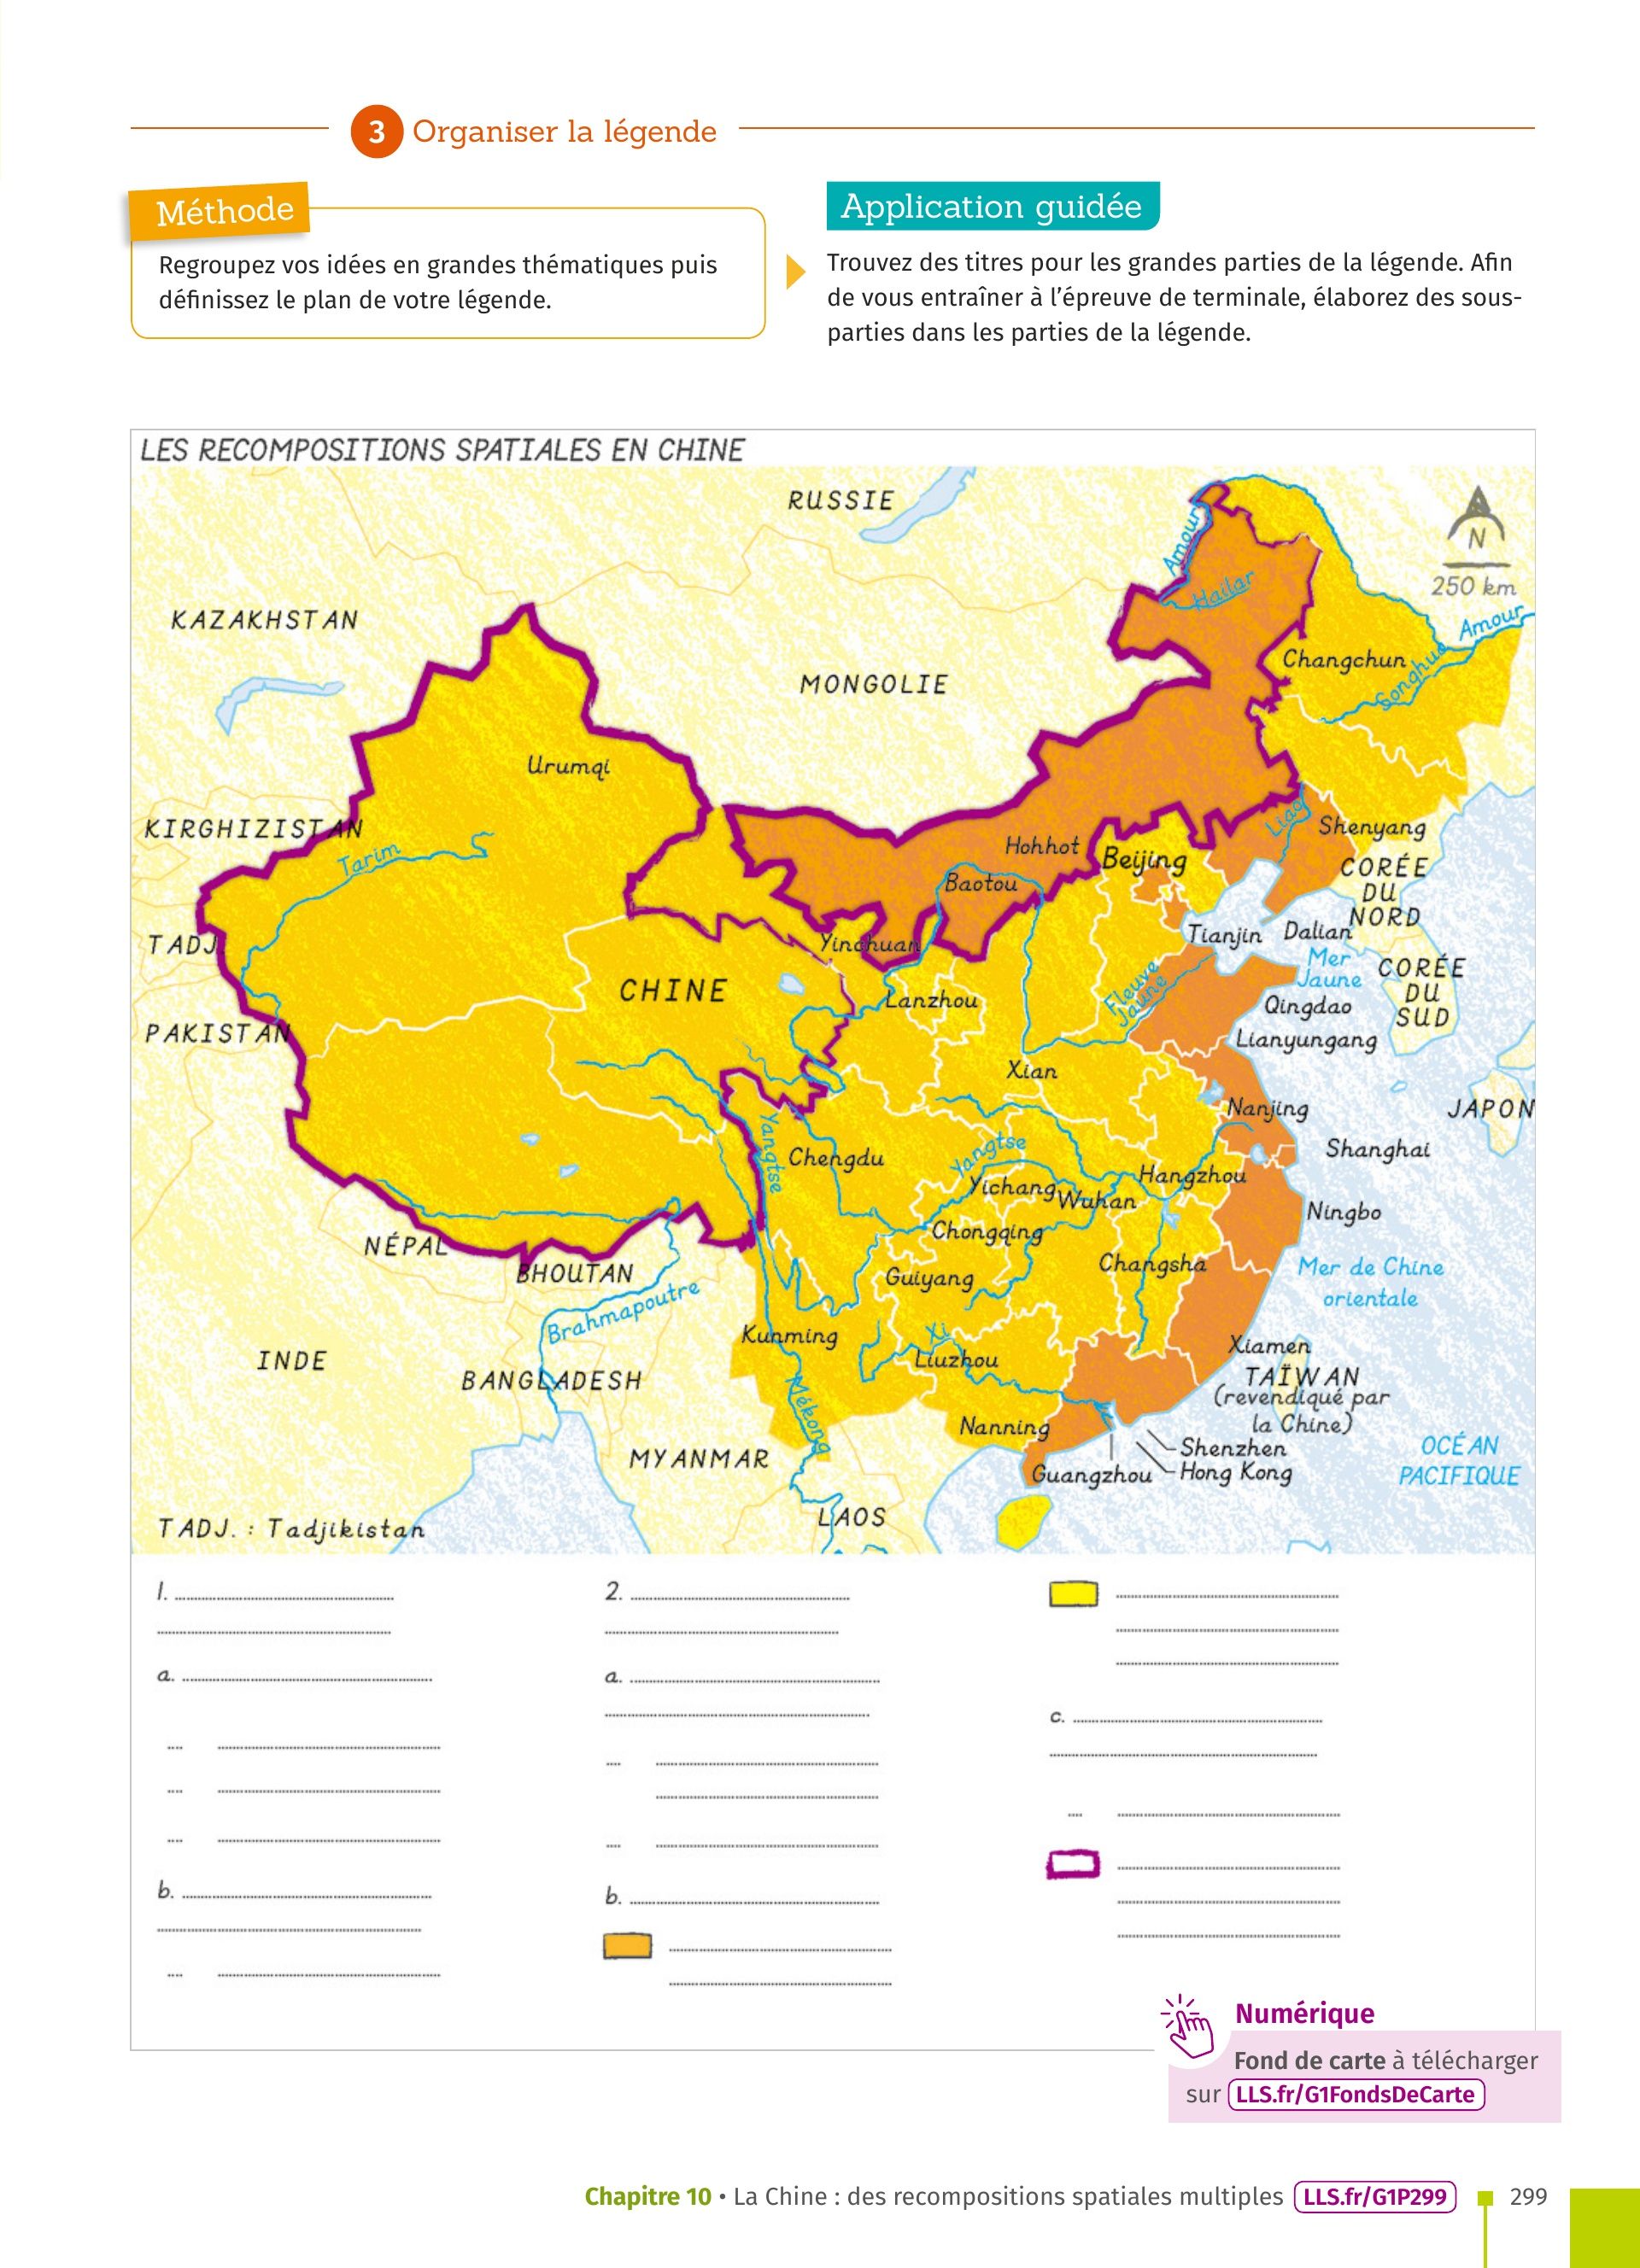 3 Organiser la légende
Méthode
Regroupez vos idées en grandes thématiques puis
définissez le plan de votre légende.
Application guidée
Trouvez des titres pour les grandes parties de la légende. Afin
de vous entraîner à l’épreuve de terminale, élaborez des sous-
parties dans les parties de la légende.
LES RECOMPOSITIONS SPATIALES EN CHINE
RUSSIE
N
250 km
Amour
Hailar
Amour
KAZAKHSTAN
Changchun
Songhua
MONGOLIE
Urumqi
KIRGHIZISTAN
Tarim
Liao
Shenyang
Hohhot
Beijing
CORÉE
DU
NORD
Baotou
TADJ.
Yinchuan
Tianjin
Dalian
Mer
Jaune
CORÉE
DU
SUD
CHINE
Lanzhou
Fleuve
Jaune
Qingdao
PAKISTAN
Lianyungang
Xian
Nanjing
JAPON
Yangtse
Chengdu
Yangtse
Shanghai
Hangzhou
Yichang
Wuhan
Ningbo
Chongqing
NÉPAL
BHOUTAN
Guiyang
Changsha
Mer de Chine
orientale
Brahmapoutre
Kunming
Xi
Liuzhou
Xiamen
INDE
BANGLADESH
TAÏWAN
(revendiqué par
la Chine)
Mékong
Nanning
MYANMAR
Shenzhen
Guangzhou
Hong Kong
OCÉAN
PACIFIQUE
LAOS
TADJ. : Tadjikistan
1.
a.
b.
2.
a.
b.
c.
Numérique
Fond de carte à télécharger
sur LLS.fr/G1FondsDeCarte
Chapitre 10 • La Chine : des recompositions spatiales multiples LLS.fr/G1P299 299